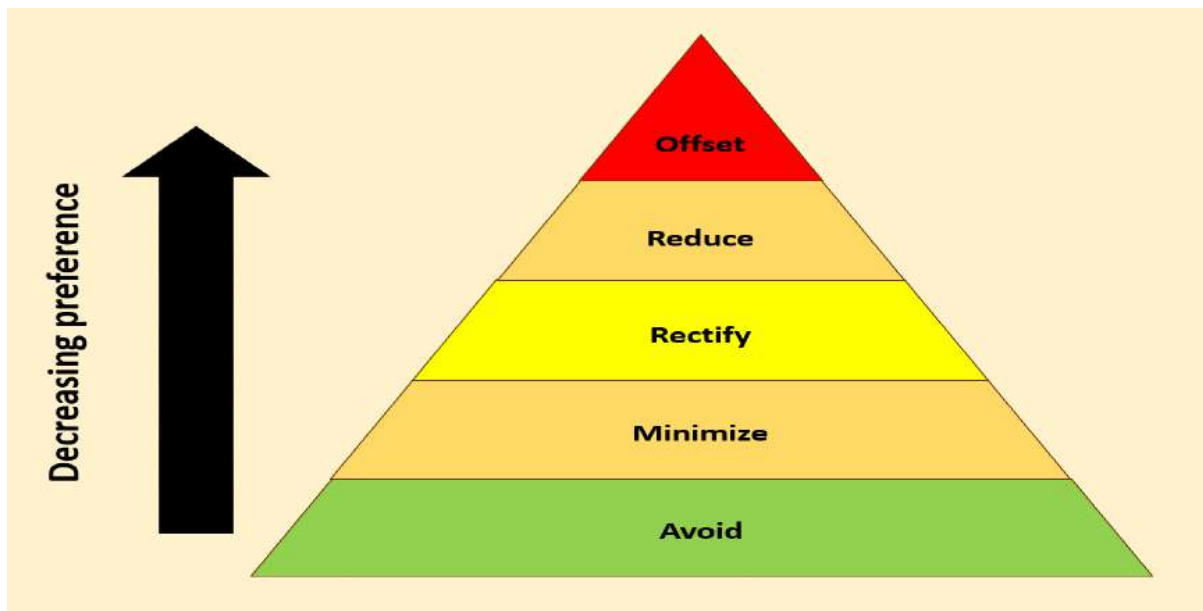 Decreasing preference
Offset
Reduce
Rectify
Minimize
Avoid